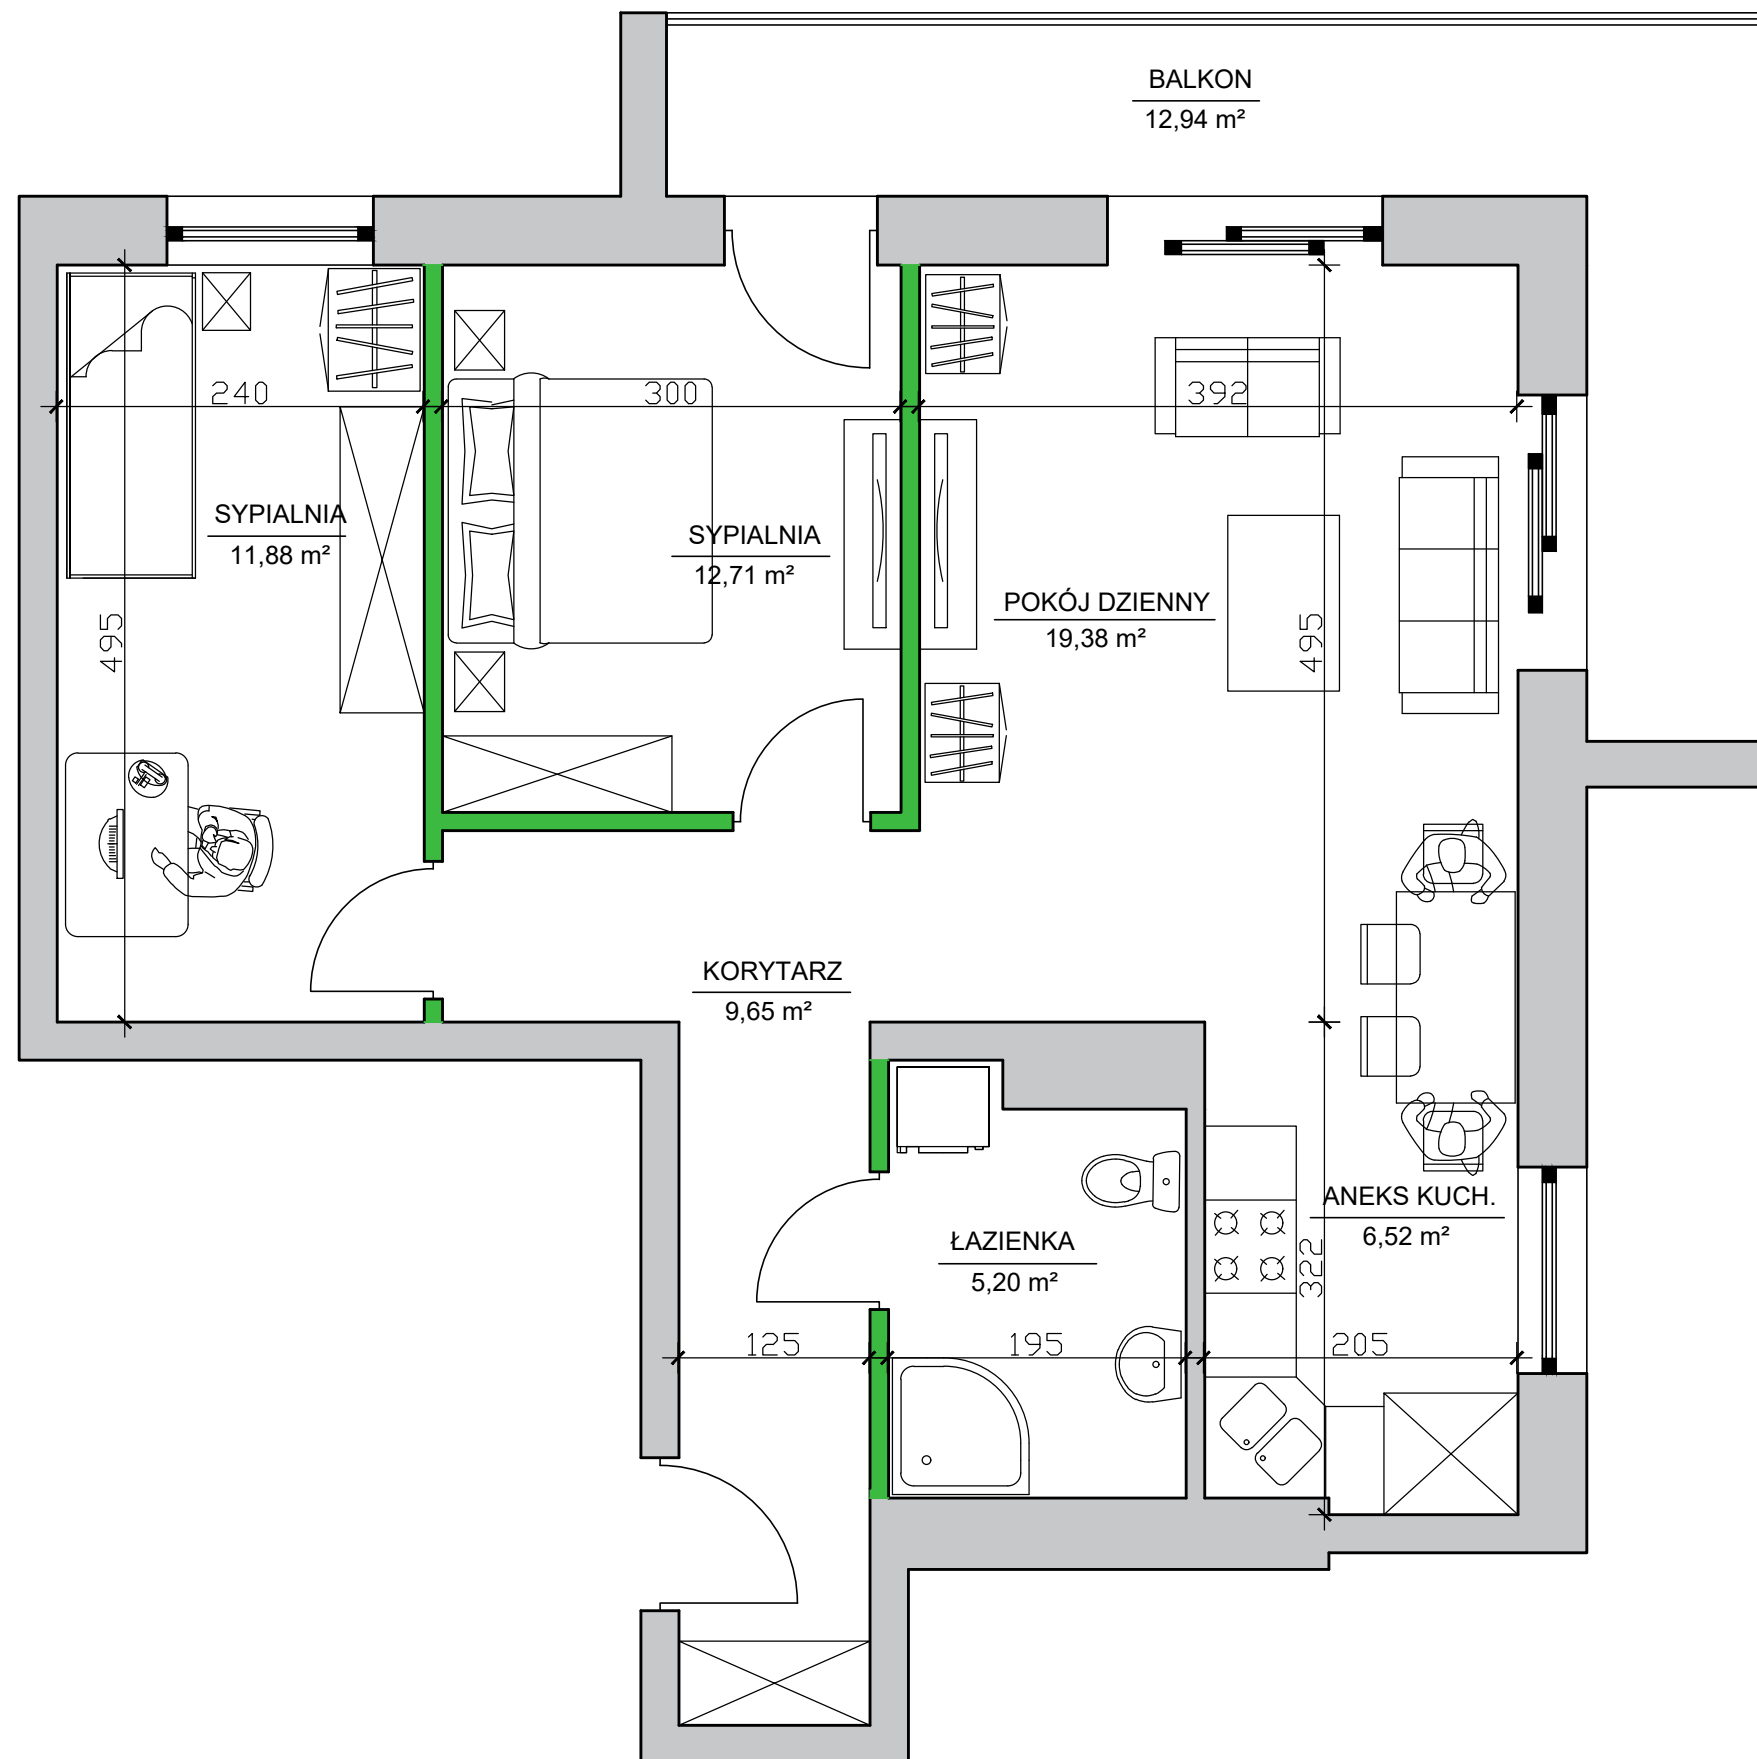 BALKON
12,94 m²
240
300
392
SYPIALNIA
11,88 m²
SYPIALNIA
12,71 m²
POKÓJ DZIENNY
19,38 m²
495
495
KORYTARZ
9,65 m²
ANEKS KUCH.
6,52 m²
ŁAZIENKA
5,20 m²
322
125
195
205